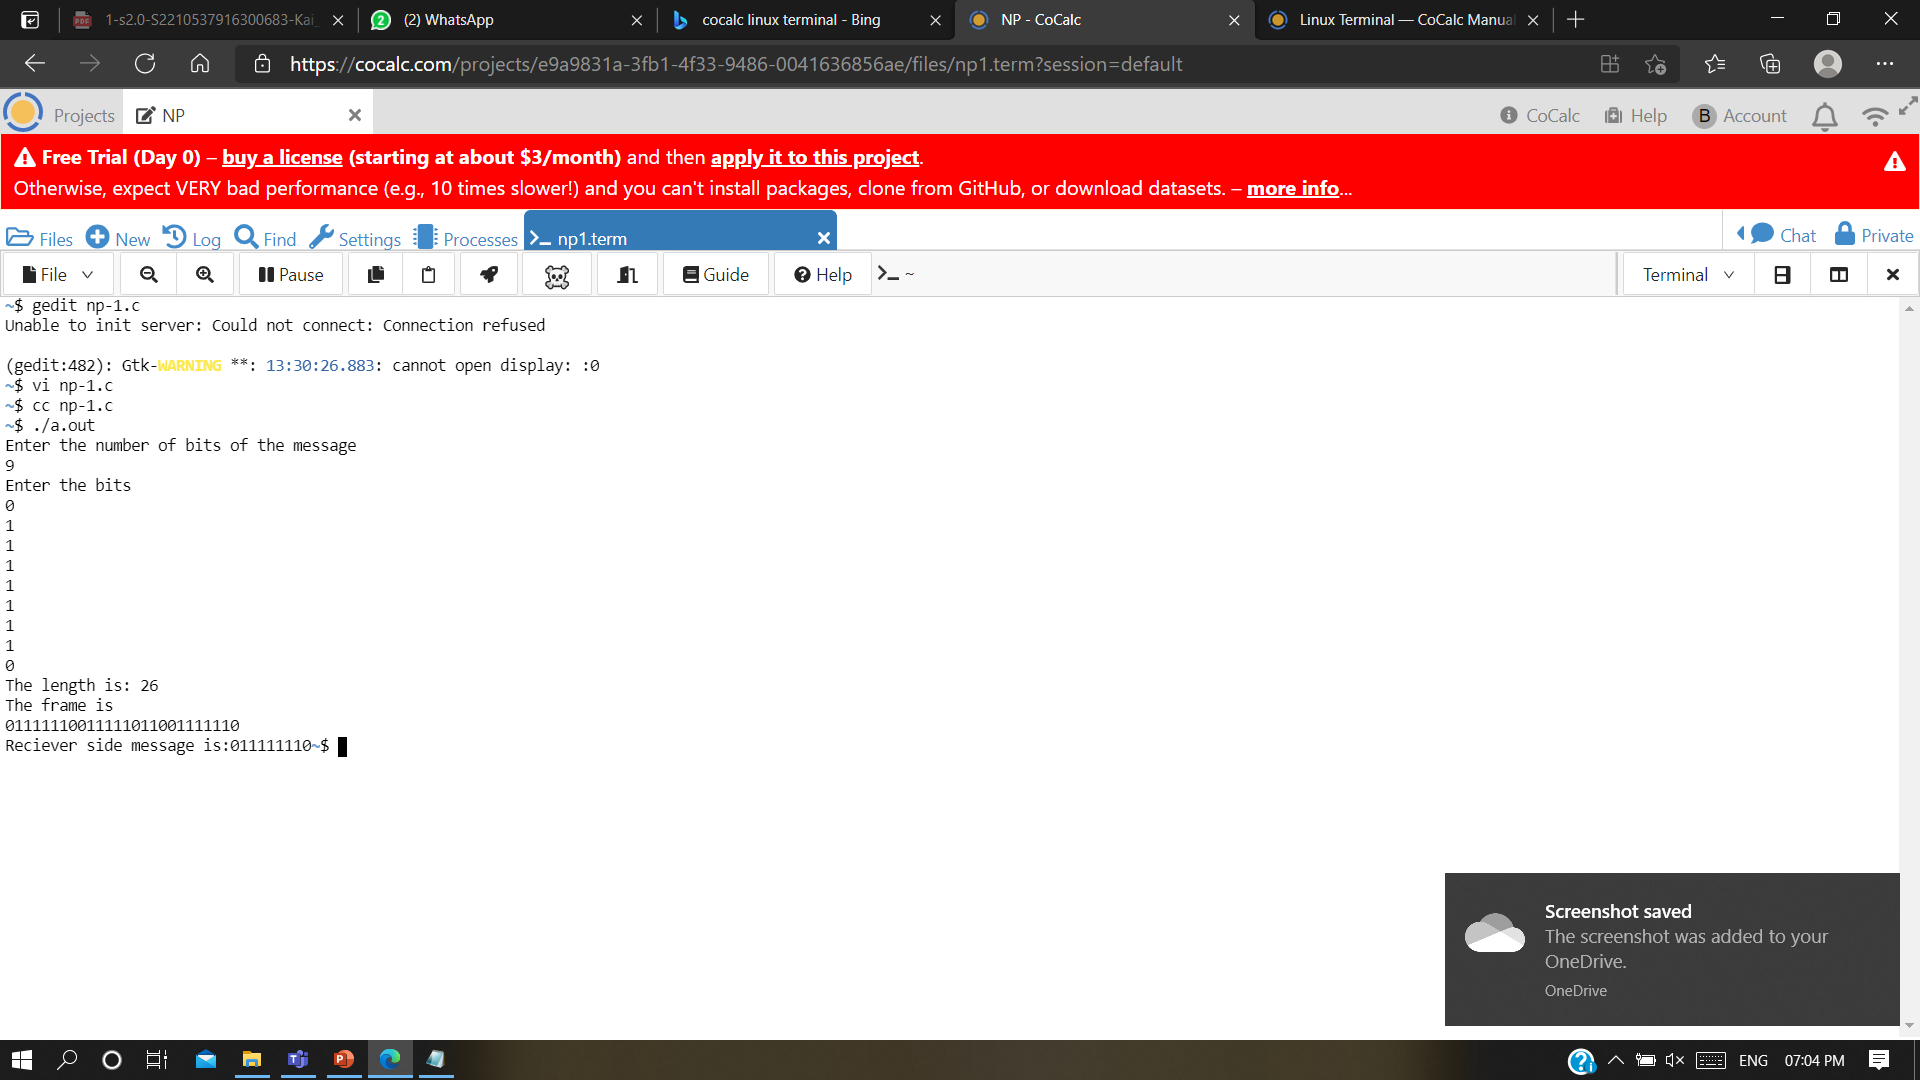 1-s2.0-S2210537916300683-Kai_
(2) WhatsApp
cocalc linux terminal - Bing
NP - CoCalc
Linux Terminal — CoCalc Manual
https://cocalc.com/projects/e9a9831a-3fb1-4f33-9486-0041636856ae/files/np1.term?session=default
Projects
NP
CoCalc
Help
B Account
Free Trial (Day 0) – buy a license (starting at about $3/month) and then apply it to this project.
Otherwise, expect VERY bad performance (e.g., 10 times slower!) and you can't install packages, clone from GitHub, or download datasets. – more info...
Files
New
Log
Find
Settings
Processes
np1.term
Chat
Private
File
Pause
Guide
Help
~
Terminal
~$ gedit np-1.c
Unable to init server: Could not connect: Connection refused
(gedit:482): Gtk-WARNING **: 13:30:26.883: cannot open display: :0
~$ vi np-1.c
~$ cc np-1.c
~$ ./a.out
Enter the number of bits of the message
9
Enter the bits
0
1
1
1
1
1
1
1
0
The length is: 26
The frame is
01111110011111011001111110
Reciever side message is:011111110~$
Screenshot saved
The screenshot was added to your
OneDrive.
OneDrive
ENG
07:04 PM